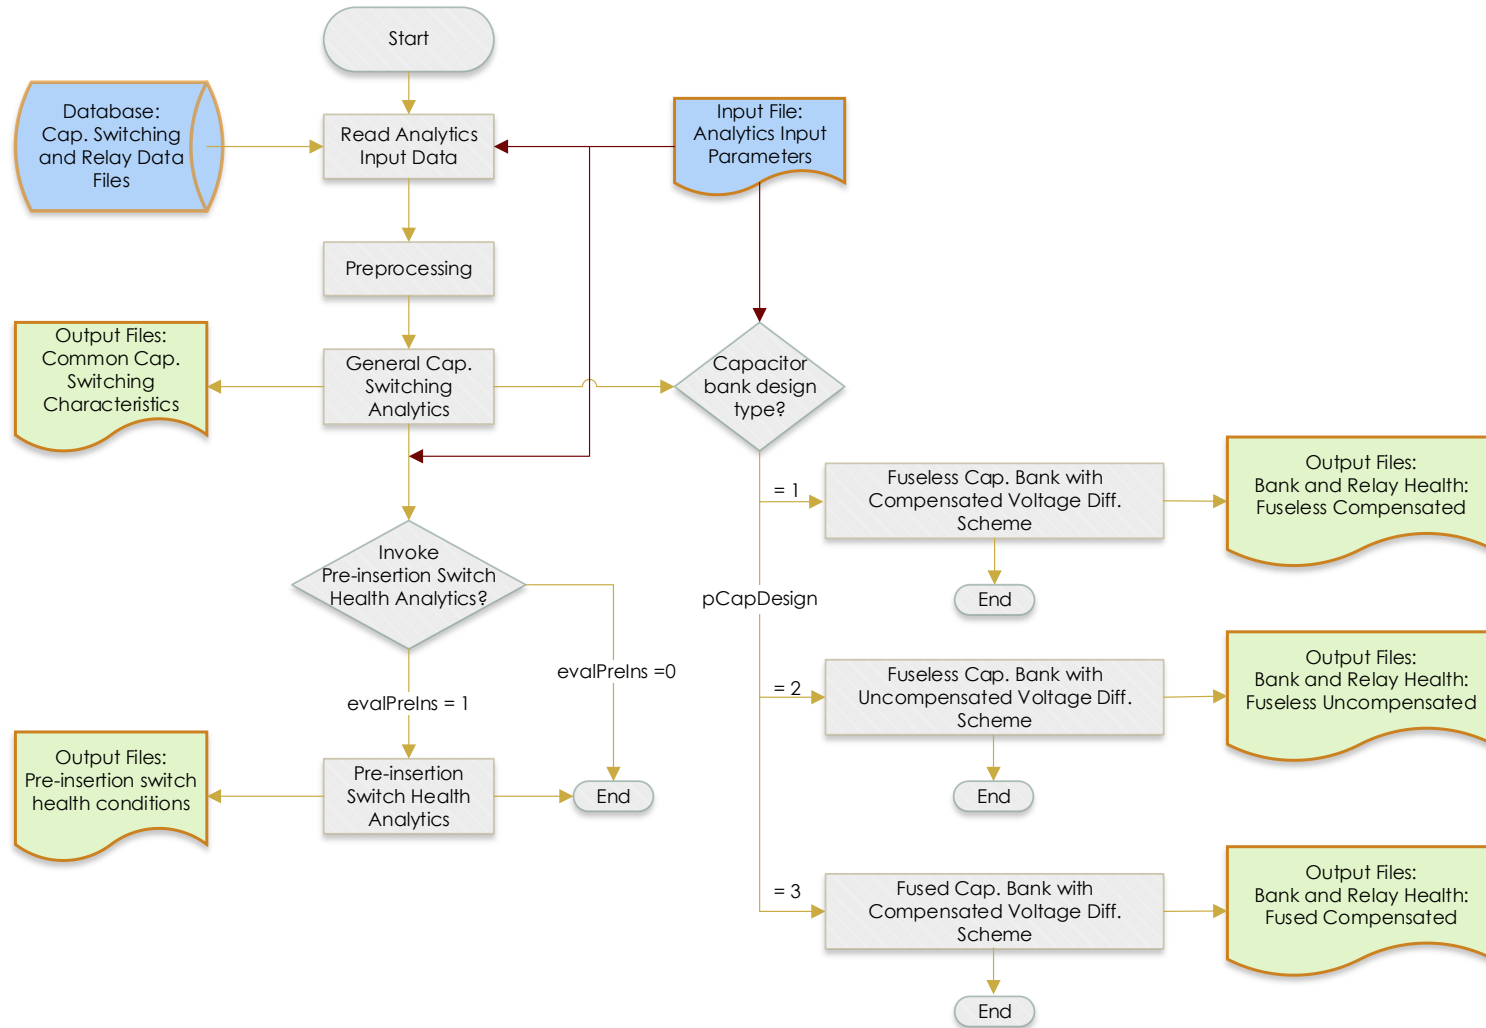 Start
Database:
Cap. Switching
and Relay Data
Files
Read Analytics
Input Data
Input File:
Analytics Input
Parameters
Preprocessing
Output Files:
Common Cap.
Switching
Characteristics
General Cap.
Switching
Analytics
Capacitor
bank design
type?
= 1
Fuseless Cap. Bank with
Compensated Voltage Diff.
Scheme
Output Files:
Bank and Relay Health:
Fuseless Compensated
End
Invoke
Pre-insertion Switch
Health Analytics?
pCapDesign
evalPreIns =0
evalPreIns = 1
= 2
Fuseless Cap. Bank with
Uncompensated Voltage Diff.
Scheme
Output Files:
Bank and Relay Health:
Fuseless Uncompensated
End
Output Files:
Pre-insertion switch
health conditions
Pre-insertion
Switch Health
Analytics
End
= 3
Fused Cap. Bank with
Compensated Voltage Diff.
Scheme
Output Files:
Bank and Relay Health:
Fused Compensated
End